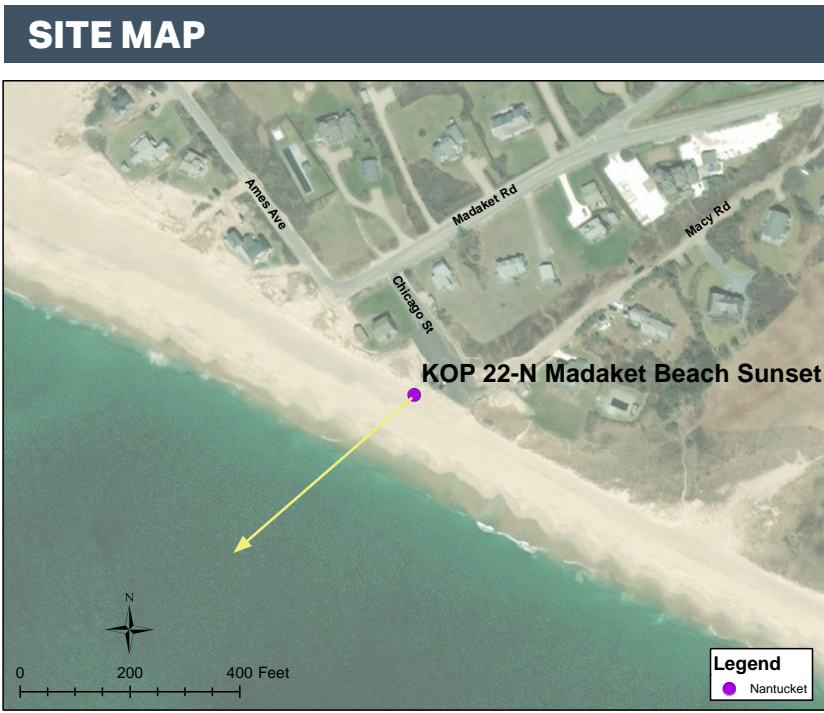 SITE MAP
Ames Ave
Madaket Rd
Macy Rd
Chicago St
KOP 22-N Madaket Beach Sunset
N
0 200 400 Feet
Legend
Nantucket